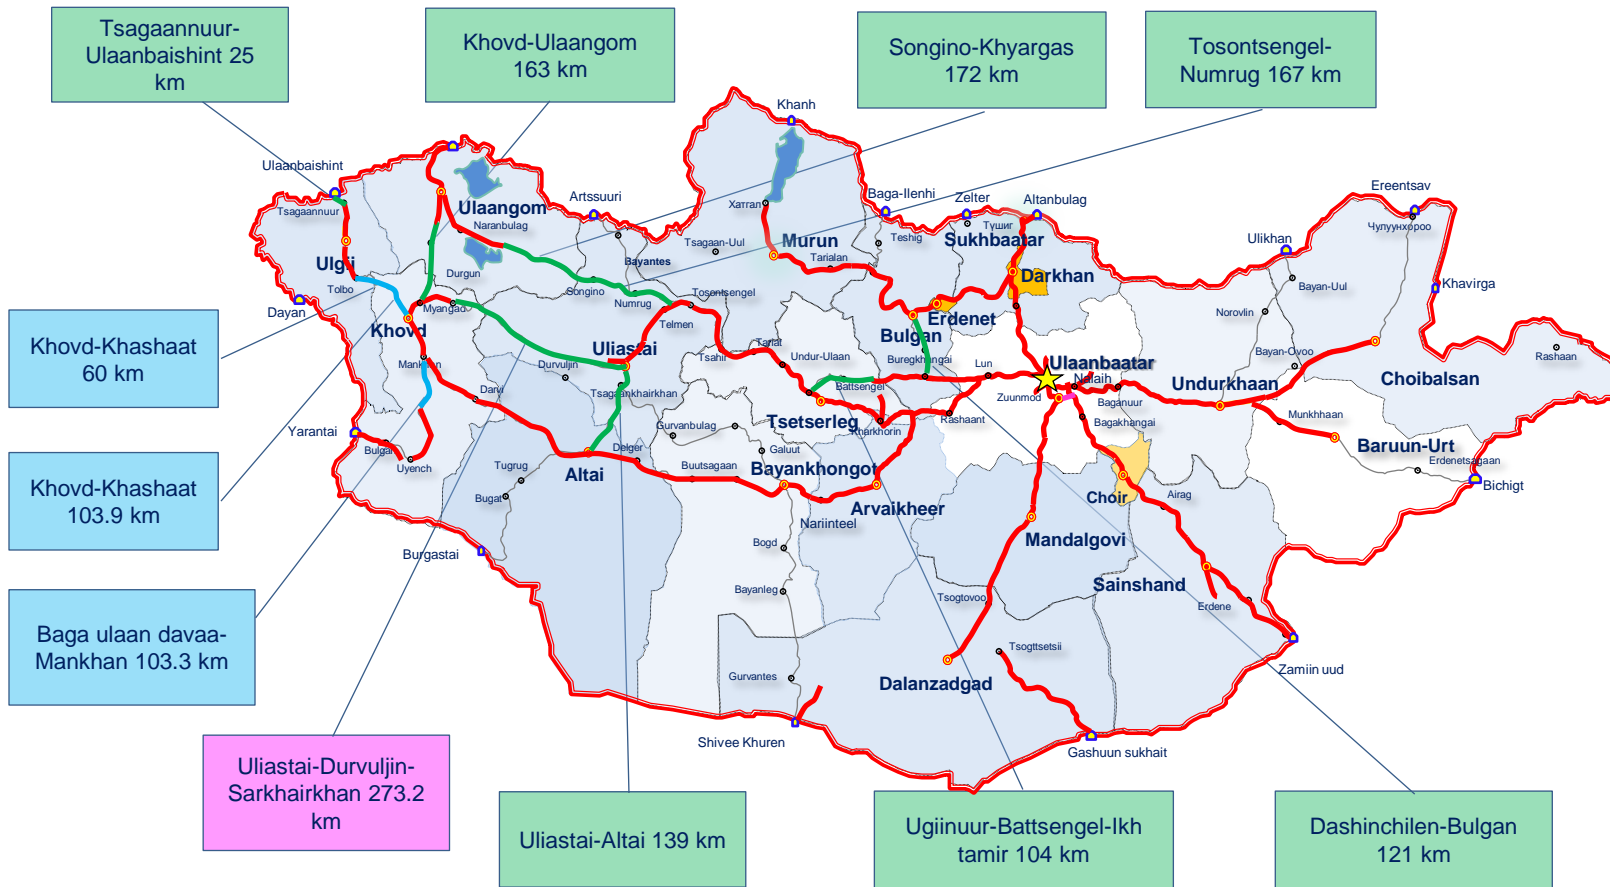 Tsagaannuur-
Ulaanbaishint 25
km
Khovd-Ulaangom
163 km
Songino-Khyargas
172 km
Tosontsengel-
Numrug 167 km
Khanh
Ulaanbaishint
Artssuuri
Baga-Ilenhi
Zelter
Altanbulag
Ereentsav
Tsagaannuur
Ulaangom
Naranbulag
Хатгал
Teshig
Тушиг
Sukhbaatar
Чулуунхороо
Ulikhan
Ulgii
Tolbo
Durgun
Bayantes
Tsagaan-Uul
Murun
Tarialan
Darkhan
Bayan-Uul
Khavirga
Dayan
Myangad
Songino
Numrug
Tosontsengel
Telmen
Erdenet
Norovlin
Khovd
Bulgan
Khovd-Khashaat
60 km
Mankhan
Uliastai
Tsahir
Tariat
Undur-Ulaan
Buregkhangai
Lun
Ulaanbaatar
Nalaih
Bayan-Ovoo
Rashaan
Choibalsan
Darvi
Durvuljin
Tsagaankhairkhan
Battsengel
Zuunmod
Baganuur
Undurkhaan
Tsetserleg
Kharkhorin
Rashaant
Bagakhangai
Munkhhaan
Yarantai
Bulgan
Uyench
Gurvanbulag
Galuut
Baruun-Urt
Erdenetsagaan
Bichigt
Khovd-Khashaat
103.9 km
Altai
Delger
Buutsagaan
Bayankhongot
Arvaikheer
Nariinteel
Choir
Airag
Tugrug
Bugat
Burgastai
Bogd
Mandalgovi
Sainshand
Bayanleg
Tsogtovoo
Erdene
Baga ulaan davaa-
Mankhan 103.3 km
Tsogttsetsii
Zamiin uud
Gurvantes
Dalanzadgad
Shivee Khuren
Gashuun sukhait
Uliastai-Durvuljin-
Sarkhairkhan 273.2
km
Uliastai-Altai 139 km
Ugiinuur-Battsengel-Ikh
tamir 104 km
Dashinchilen-Bulgan
121 km